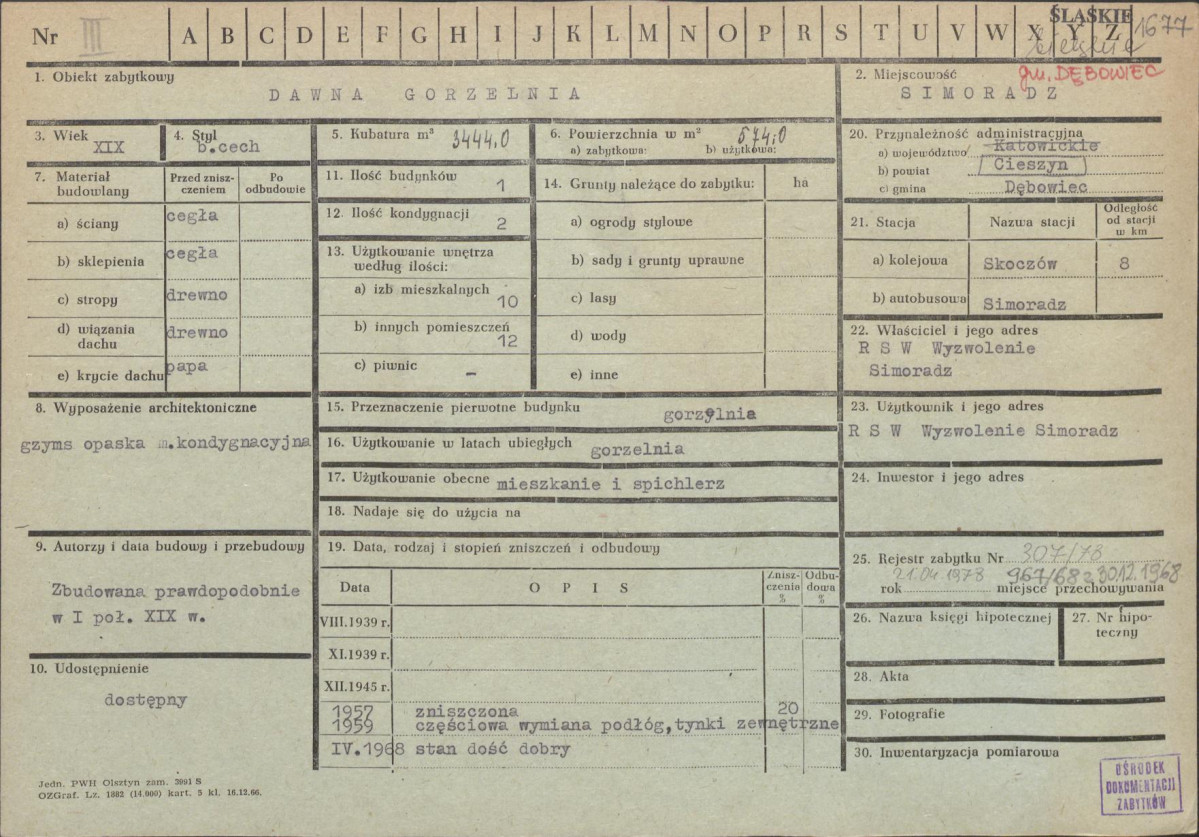 Nr III A B C D E F G H I J K L M N O P R S T U V W X Y Z
ŚLĄSKIE 1677
bielskie
1. Obiekt zabytkowy
DAWNA GORZELNIA
2. Miejscowość
gm. DĘBOWIEC
SIMORADZ
3. Wiek
XIX
4. Styl
b.cech
5. Kubatura m³ 3444,0
6. Powierzchnia w m² 574,0
a) zabytkowa: b) użytkowa:
7. Materiał budowlany
Przed zniszczeniem
Po odbudowie
a) ściany cegła
b) sklepienia cegła
c) stropy drewno
d) wiązania dachu drewno
e) krycie dachu papa
11. Ilość budynków 1
12. Ilość kondygnacji 2
13. Użytkowanie wnętrza
według ilości:
a) izb mieszkalnych 10
b) innych pomieszczeń 12
c) piwnic –
14. Grunty należące do zabytku: ha
a) ogrody stylowe
b) sady i grunty uprawne
c) lasy
d) wody
e) inne
20. Przynależność administracyjna
a) województwo Katowickie
b) powiat Cieszyn
c) gmina Dębowiec
21. Stacja Nazwa stacji Odległość od stacji w km
a) kolejowa Skoczów 8
b) autobusowa Simoradz
22. Właściciel i jego adres
R S W Wyzwolenie
Simoradz
8. Wyposażenie architektoniczne
gzyms opaska m.kondygnacyjna
15. Przeznaczenie pierwotne budynku gorzelnia
16. Użytkowanie w latach ubiegłych gorzelnia
17. Użytkowanie obecne mieszkanie i spichlerz
18. Nadaje się do użycia na
23. Użytkownik i jego adres
R S W Wyzwolenie Simoradz
24. Inwestor i jego adres
9. Autorzy i data budowy i przebudowy
Zbudowana prawdopodobnie
w I poł. XIX w.
10. Udostępnienie
dostępny
19. Data, rodzaj i stopień zniszczeń i odbudowy
Data O P I S Zniszczenia % Odbudowa %
VIII.1939 r.
XI.1939 r.
XII.1945 r.
1957 zniszczona 20
1959 częściowa wymiana podłóg,tynki zewnętrzne
IV.1968 stan dość dobry
25. Rejestr zabytku Nr 307/78
21.04.1978 967/68 z 30.12.1968
rok miejsce przechowywania
26. Nazwa księgi hipotecznej
27. Nr hipoteczny
28. Akta
29. Fotografie
30. Inwentaryzacja pomiarowa
Jedn. PWH Olsztyn zam. 3991 S
OZGraf. Lz. 1882 (14.000) kart. 5 kl. 16.12.66.
OŚRODEK
DOKUMENTACJI
ZABYTKÓW